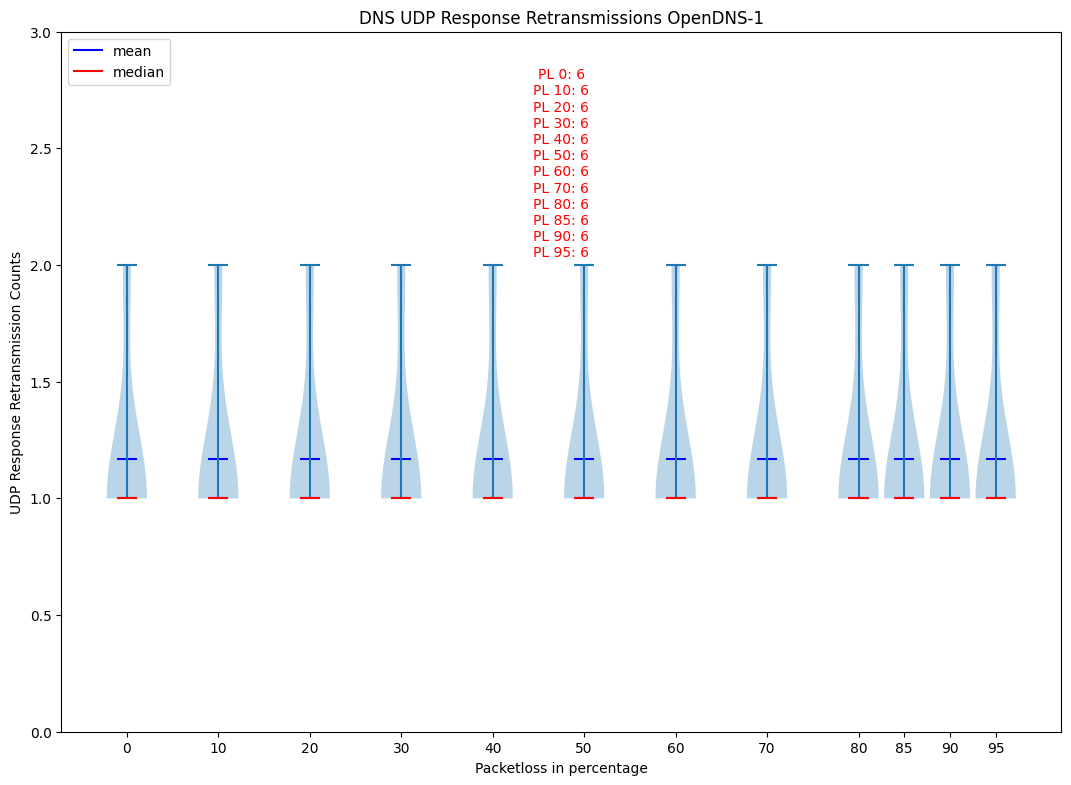 DNS UDP Response Retransmissions OpenDNS-1
mean
median
PL 0: 6
PL 10: 6
PL 20: 6
PL 30: 6
PL 40: 6
PL 50: 6
PL 60: 6
PL 70: 6
PL 80: 6
PL 85: 6
PL 90: 6
PL 95: 6
UDP Response Retransmission Counts
3.0
2.5
2.0
1.5
1.0
0.5
0.0
0 10 20 30 40 50 60 70 80 85 90 95
Packetloss in percentage